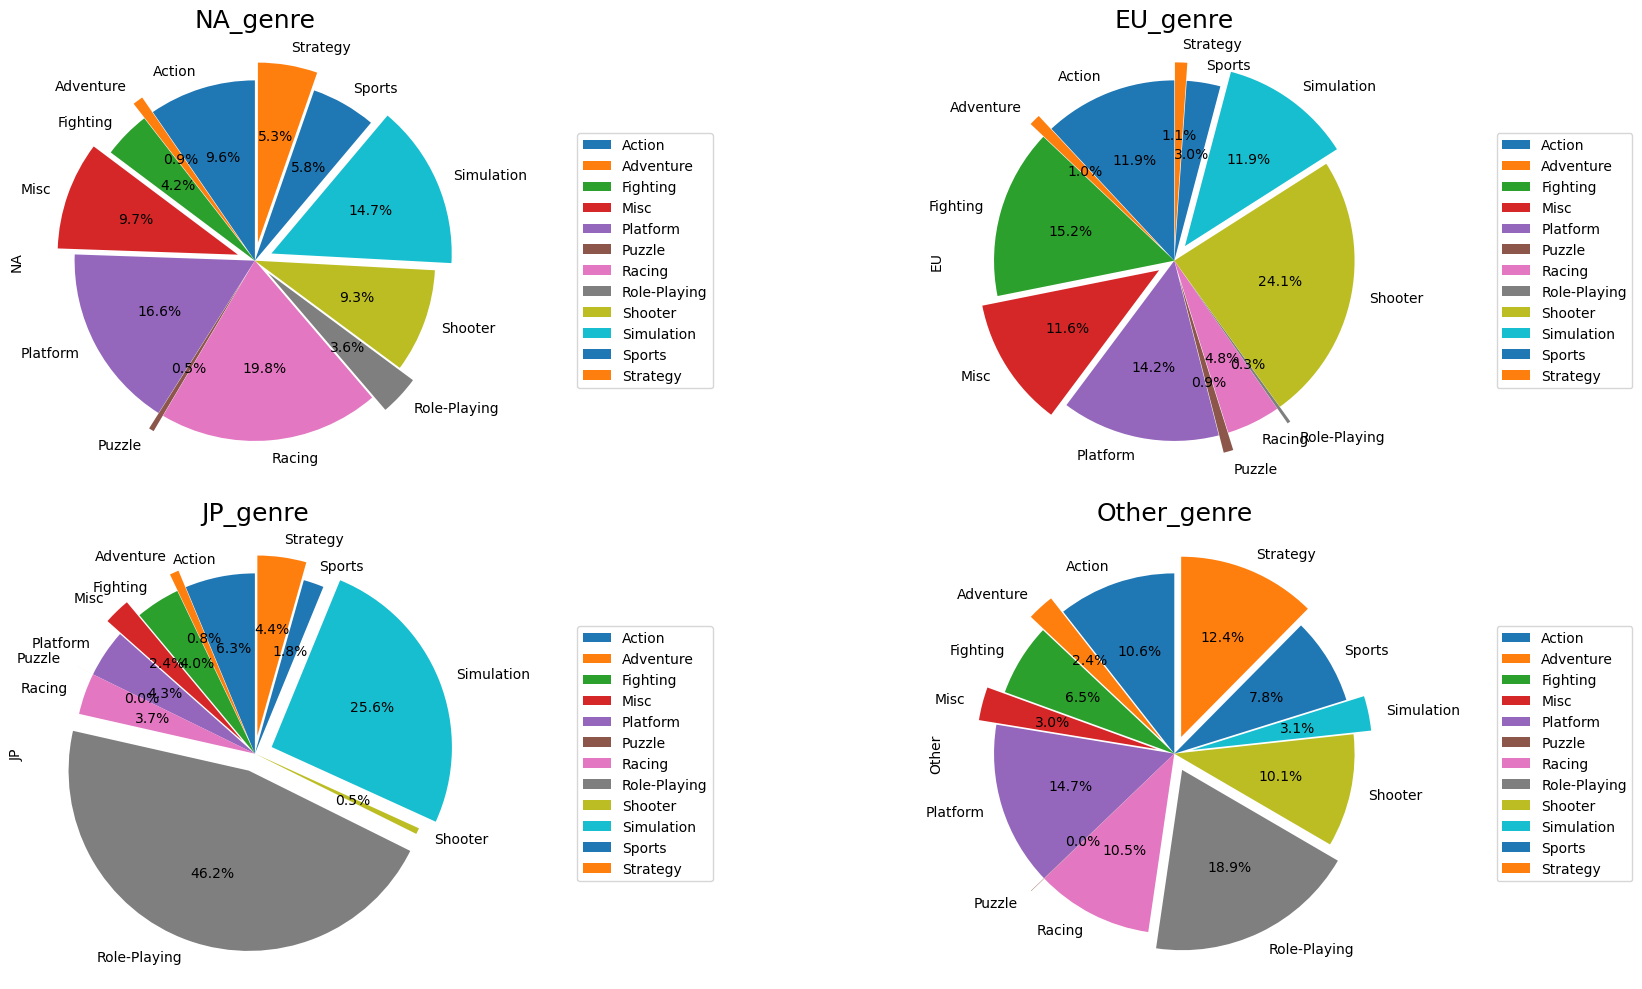 NA_genre
Strategy
Action
Sports
Adventure
Fighting
Misc
Simulation
NA
Platform
Shooter
Role-Playing
Puzzle
Racing
5.3%
9.6%
5.8%
0.9%
4.2%
14.7%
9.7%
16.6%
9.3%
3.6%
0.5%
19.8%
Action
Adventure
Fighting
Misc
Platform
Puzzle
Racing
Role-Playing
Shooter
Simulation
Sports
Strategy
EU_genre
Strategy
Sports
Action
Simulation
Adventure
Fighting
EU
Shooter
Misc
Platform
Racing
Role-Playing
Puzzle
1.1%
3.0%
11.9%
11.9%
1.0%
15.2%
24.1%
11.6%
14.2%
4.8%
0.3%
0.9%
Action
Adventure
Fighting
Misc
Platform
Puzzle
Racing
Role-Playing
Shooter
Simulation
Sports
Strategy
JP_genre
Strategy
Adventure
Action
Sports
Fighting
Misc
Platform
Puzzle
Racing
Simulation
JP
Shooter
Role-Playing
4.4%
0.8%
6.3%
1.8%
2.4%
4.0%
4.3%
0.0%
3.7%
25.6%
0.5%
46.2%
Action
Adventure
Fighting
Misc
Platform
Puzzle
Racing
Role-Playing
Shooter
Simulation
Sports
Strategy
Other_genre
Strategy
Action
Adventure
Fighting
Sports
Misc
Simulation
Other
Shooter
Platform
Puzzle
Racing
Role-Playing
12.4%
10.6%
2.4%
6.5%
7.8%
3.0%
3.1%
14.7%
10.1%
0.0%
10.5%
18.9%
Action
Adventure
Fighting
Misc
Platform
Puzzle
Racing
Role-Playing
Shooter
Simulation
Sports
Strategy